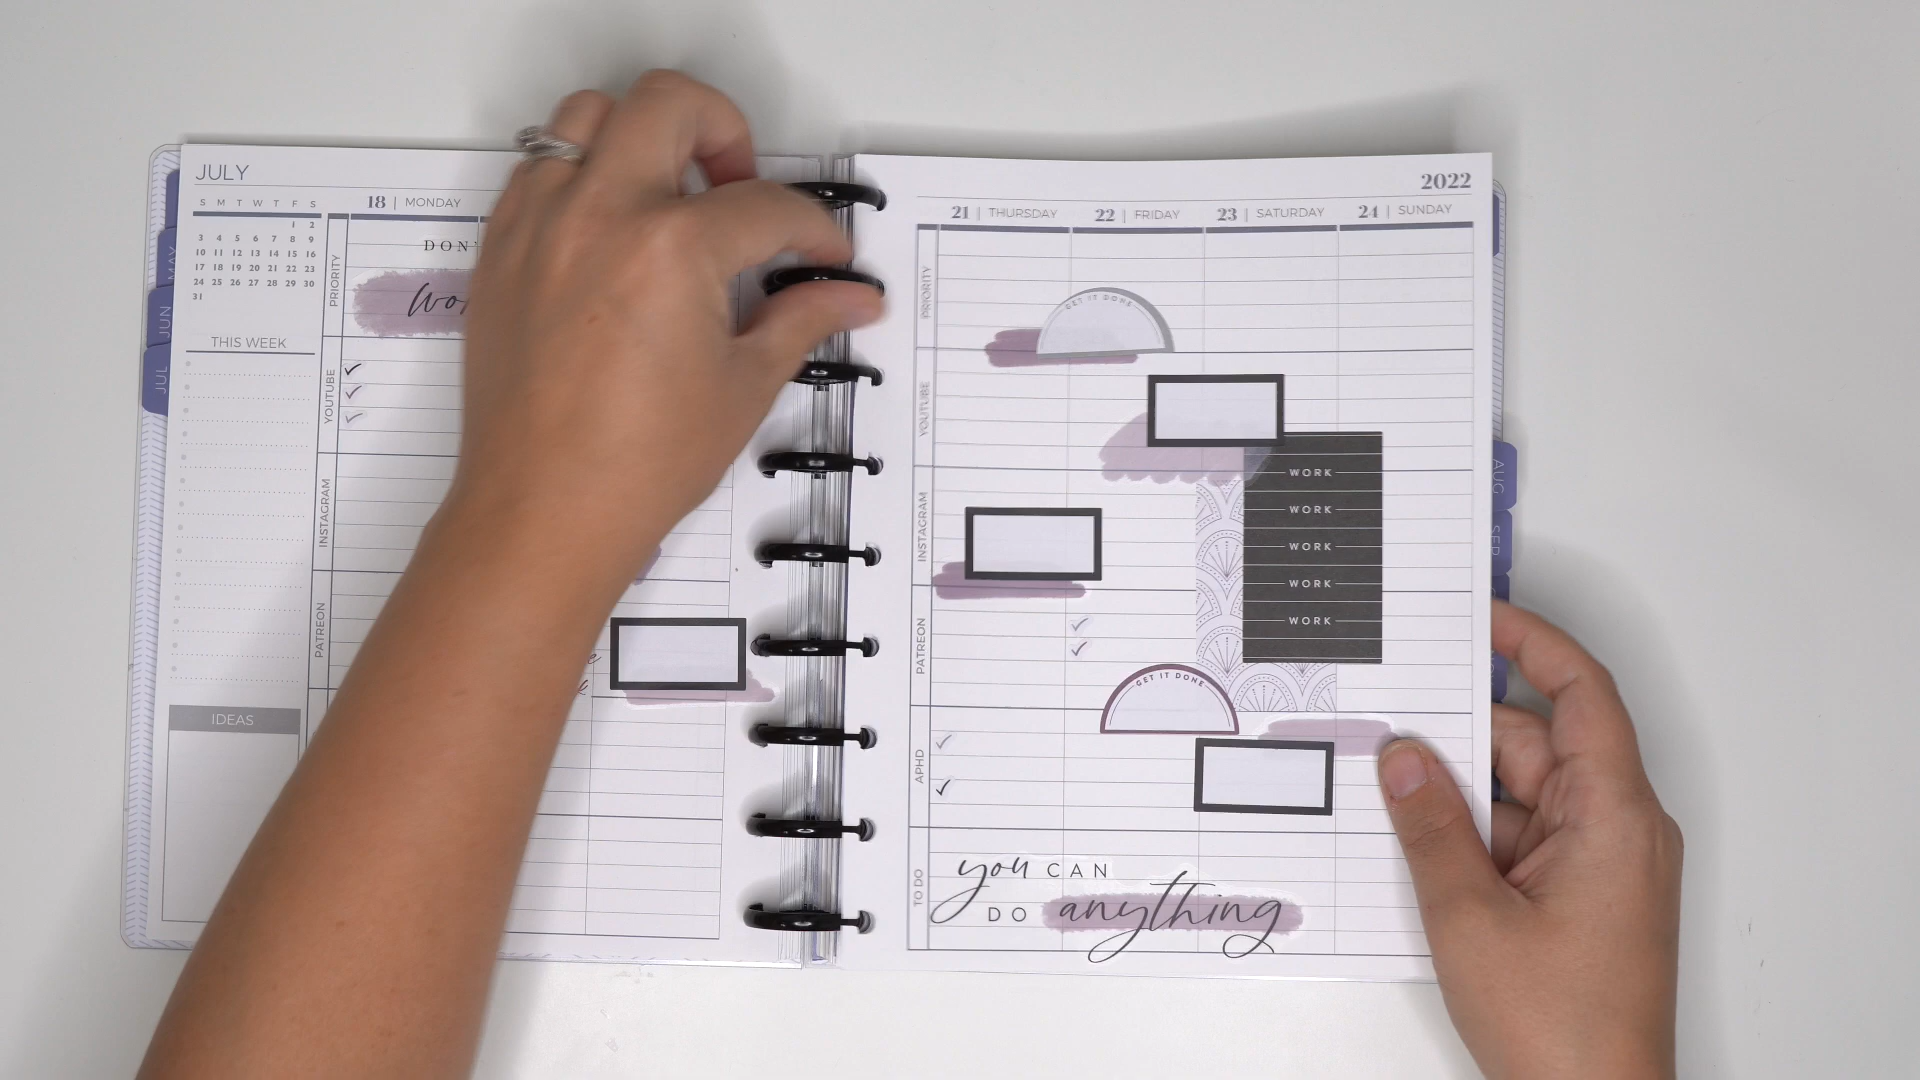 JULY
S M T W T F S
1 2
3 4 5 6 7 8 9
10 11 12 13 14 15 16
17 18 19 20 21 22 23
24 25 26 27 28 29 30
31
THIS WEEK
IDEAS
18 | MONDAY
DON'
PRIORITY
YOUTUBE
INSTAGRAM
PATREON
MAY
JUN
JUL
2022
21 | THURSDAY 22 | FRIDAY 23 | SATURDAY 24 | SUNDAY
PRIORITY
GET IT DONE
YOUTUBE
INSTAGRAM
WORK
WORK
WORK
WORK
WORK
PATREON
GET IT DONE
APHD
TO DO
you CAN
DO anything
AUG
SEP